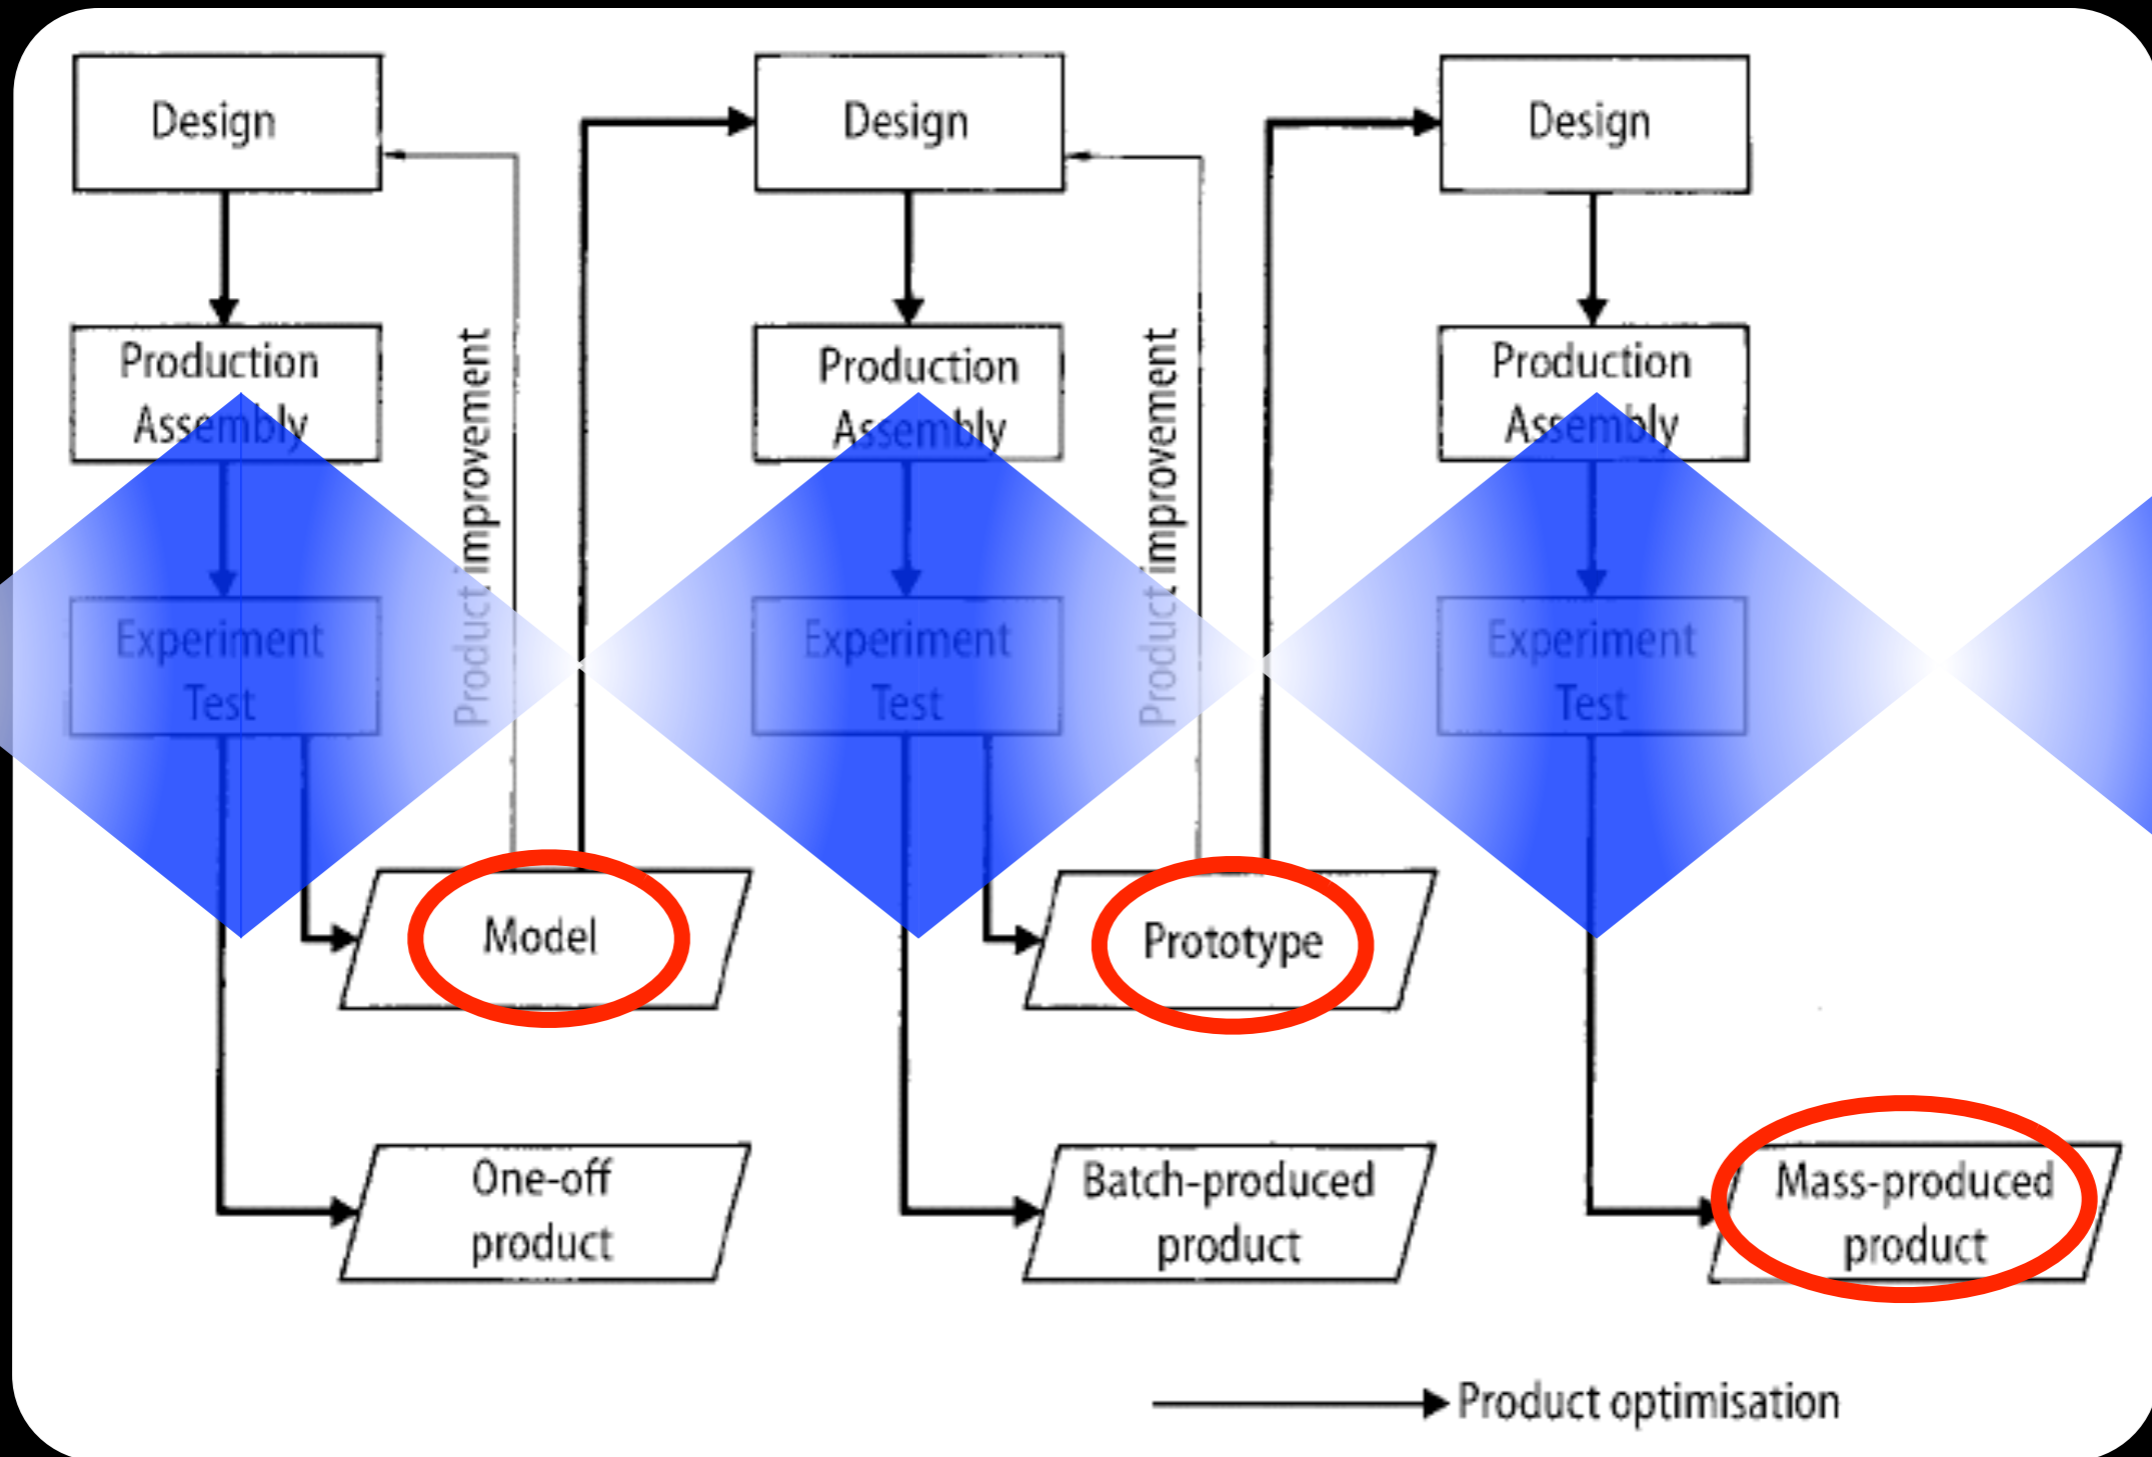 Design
Design
Design
Production
Assembly
Production
Assembly
Production
Assembly
Product improvement
Product improvement
Experiment
Test
Experiment
Test
Experiment
Test
Model
Prototype
One-off
product
Batch-produced
product
Mass-produced
product
Product optimisation